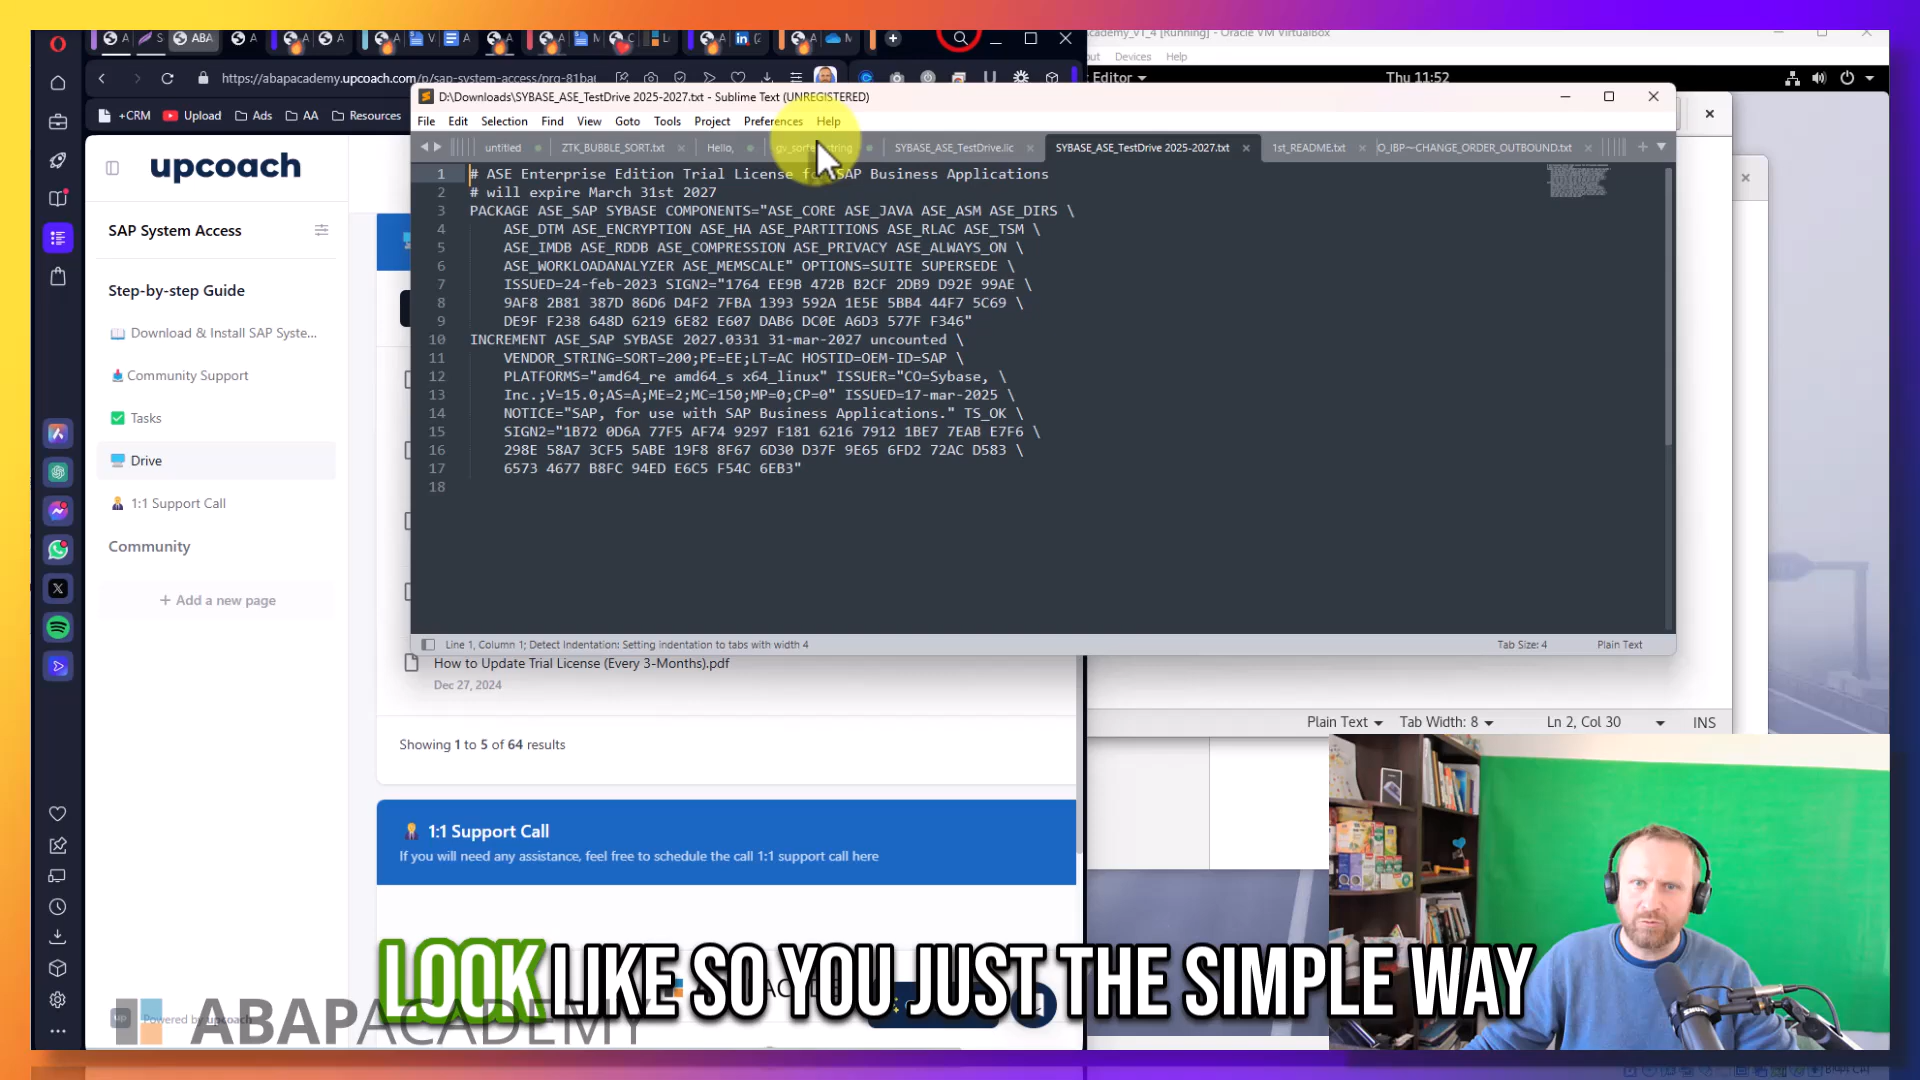 ABA
Academy_V1_4 [Running] - Oracle VM VirtualBox
https://abapacademy.upcoach.com/p/sap-system-access/prg-81ba
Devices Help
Editor
Thu 11:52
+CRM Upload Ads AA Resources
D:\Downloads\SYBASE_ASE_TestDrive 2025-2027.txt - Sublime Text (UNREGISTERED)
File Edit Selection Find View Goto Tools Project Preferences Help
untitled ZTK_BUBBLE_SORT.txt Hello, SYBASE_ASE_TestDrive.lic SYBASE_ASE_TestDrive 2025-2027.txt 1st_README.txt O_IBP~CHANGE_ORDER_OUTBOUND.txt
1 # ASE Enterprise Edition Trial License for SAP Business Applications
2 # will expire March 31st 2027
3 PACKAGE ASE_SAP SYBASE COMPONENTS="ASE_CORE ASE_JAVA ASE_ASM ASE_DIRS \
4 ASE_DTM ASE_ENCRYPTION ASE_HA ASE_PARTITIONS ASE_RLAC ASE_TSM \
5 ASE_IMDB ASE_RDDB ASE_COMPRESSION ASE_PRIVACY ASE_ALWAYS_ON \
6 ASE_WORKLOADANALYZER ASE_MEMSCALE" OPTIONS=SUITE SUPERSEDE \
7 ISSUED=24-feb-2023 SIGN2="1764 EE9B 472B B2CF 2DB9 D92E 99AE \
8 9AF8 2B81 387D 86D6 D4F2 7FBA 1393 592A 1E5E 5BB4 44F7 5C69 \
9 DE9F F238 648D 6219 6E82 E607 DAB6 DC0E A6D3 577F F346"
10 INCREMENT ASE_SAP SYBASE 2027.0331 31-mar-2027 uncounted \
11 VENDOR_STRING=SORT=200;PE=EE;LT=AC HOSTID=OEM-ID=SAP \
12 PLATFORMS="amd64_re amd64_s x64_linux" ISSUER="CO=Sybase, \
13 Inc.;V=15.0;AS=A;ME=2;MC=150;MP=0;CP=0" ISSUED=17-mar-2025 \
14 NOTICE="SAP, for use with SAP Business Applications." TS_OK \
15 SIGN2="1B72 0D6A 77F5 AF74 9297 F181 6216 7912 1BE7 7EAB E7F6 \
16 298E 58A7 3CF5 5ABE 19F8 8F67 6D30 D37F 9E65 6FD2 72AC D583 \
17 6573 4677 B8FC 94ED E6C5 F54C 6EB3"
18
Line 1, Column 1; Detect Indentation: Setting indentation to tabs with width 4
Tab Size: 4 Plain Text
upcoach
SAP System Access
Step-by-step Guide
Download & Install SAP Syste...
Community Support
Tasks
Drive
1:1 Support Call
Community
+ Add a new page
How to Update Trial License (Every 3-Months).pdf
Dec 27, 2024
Showing 1 to 5 of 64 results
Plain Text Tab Width: 8 Ln 2, Col 30 INS
1:1 Support Call
If you will need any assistance, feel free to schedule the call 1:1 support call here
LOOK LIKE SO YOU JUST THE SIMPLE WAY
Powered by upcoach
ABAPACADEMY